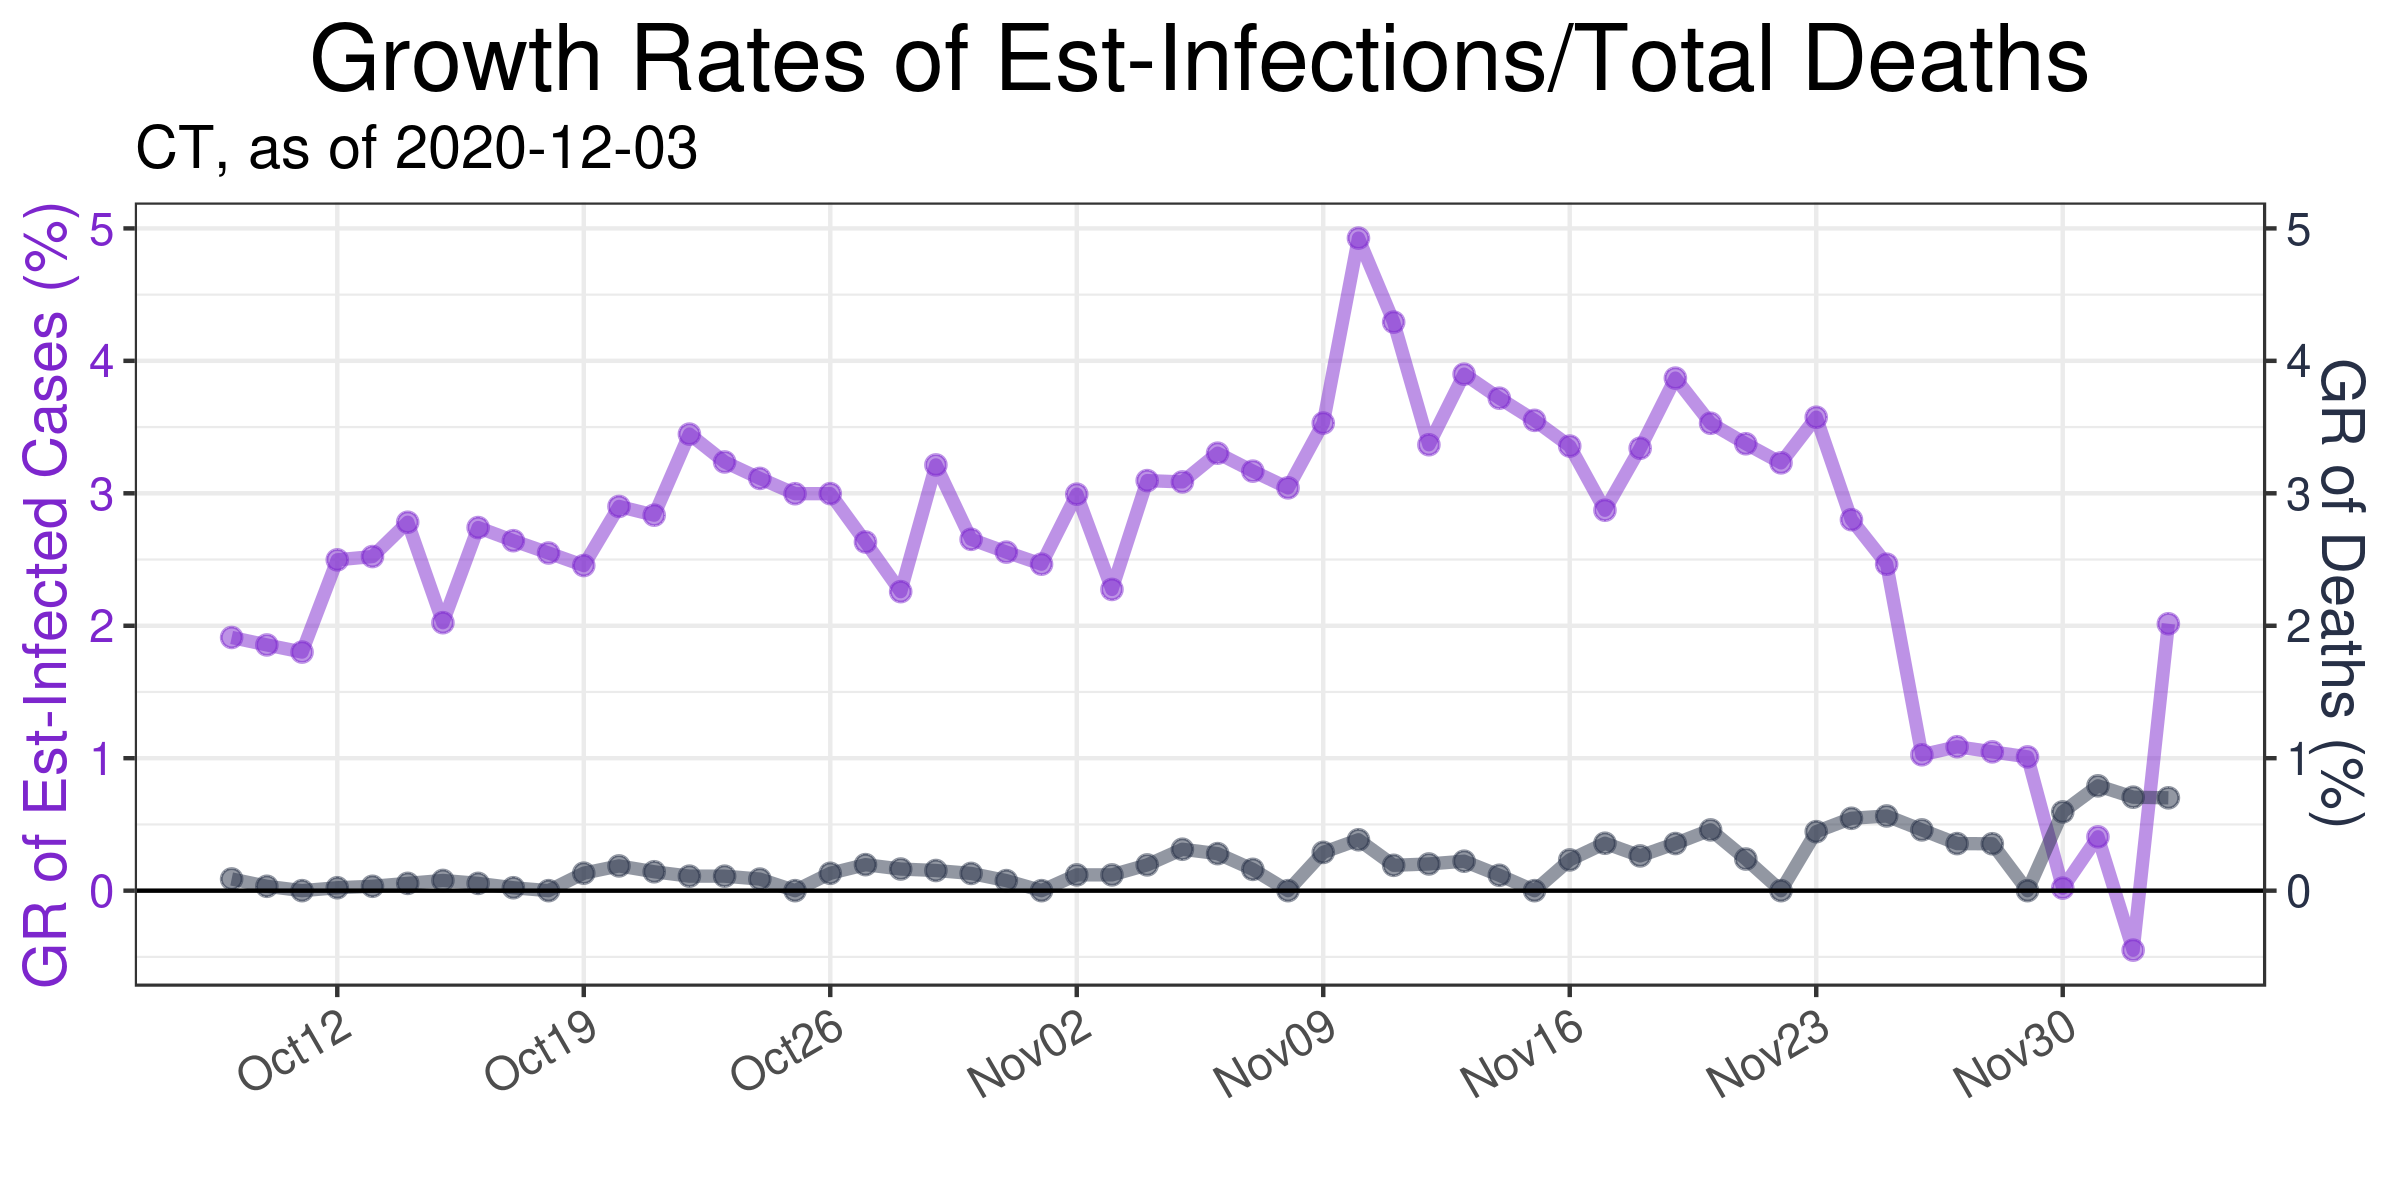 Growth Rates of Est-Infections/Total Deaths
CT, as of 2020-12-03
GR of Est-Infected Cases (%)
5
4
3
2
1
0
5
4
3
2
1
0
GR of Deaths (%)
Oct12
Oct19
Oct26
Nov02
Nov09
Nov16
Nov23
Nov30